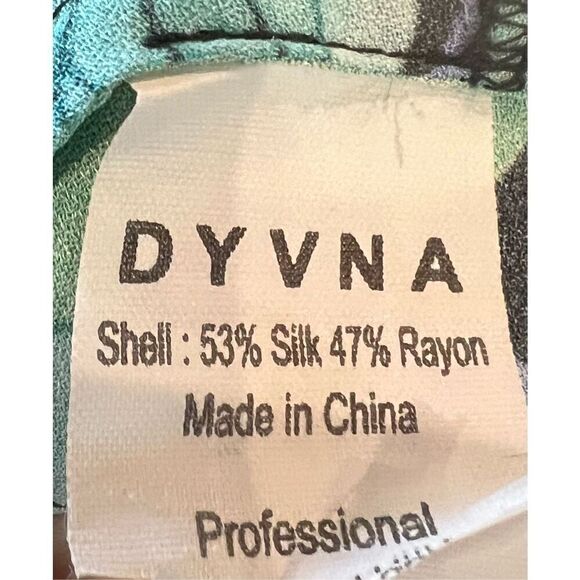 DYVNA
Shell : 53% Silk 47% Rayon
Made in China
Professional